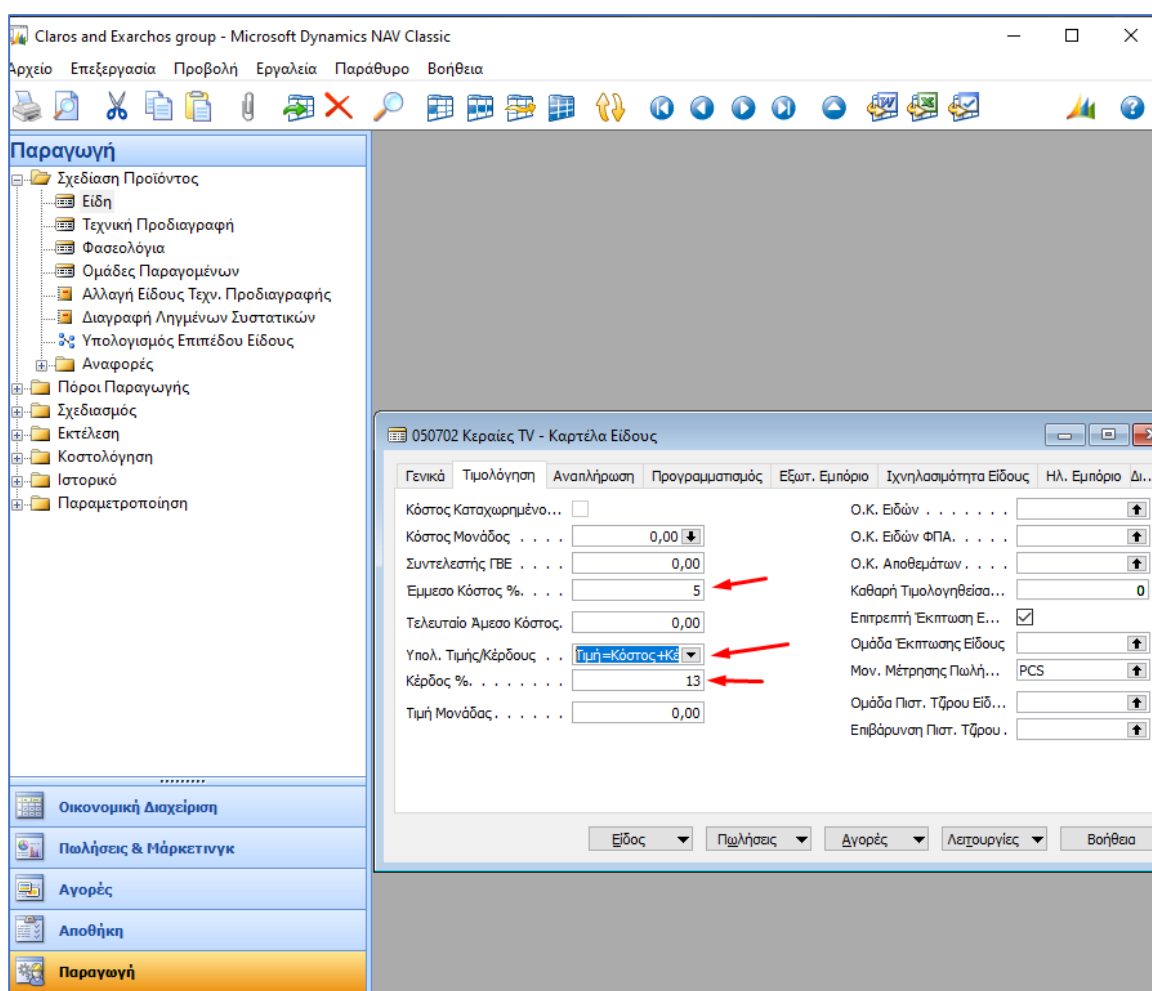 Claros and Exarchos group - Microsoft Dynamics NAV Classic
Αρχείο Επεξεργασία Προβολή Εργαλεία Παράθυρο Βοήθεια
Παραγωγή
Σχεδίαση Προϊόντος
Είδη
Τεχνική Προδιαγραφή
Φασεολόγια
Ομάδες Παραγομένων
Αλλαγή Είδους Τεχν. Προδιαγραφής
Διαγραφή Ληγμένων Συστατικών
Υπολογισμός Επιπέδου Είδους
Αναφορές
Πόροι Παραγωγής
Σχεδιασμός
Εκτέλεση
Κοστολόγηση
Ιστορικό
Παραμετροποίηση
Οικονομική Διαχείριση
Πωλήσεις & Μάρκετινγκ
Αγορές
Αποθήκη
Παραγωγή
050702 Κεραίες TV - Καρτέλα Είδους
Γενικά Τιμολόγηση Αναπλήρωση Προγραμματισμός Εξωτ. Εμπόριο Ιχνηλασιμότητα Είδους Ηλ. Εμπόριο Δι...
Κόστος Καταχωρημένο...
Κόστος Μονάδος . . . . 0,00
Συντελεστής ΓΒΕ . . . . 0,00
Έμμεσο Κόστος %. . . . 5
Τελευταίο Άμεσο Κόστος. 0,00
Υπολ. Τιμής/Κέρδους . . Τιμή=Κόστος+Κέ
Κέρδος %. . . . . . . . 13
Τιμή Μονάδας. . . . . . 0,00
Ο.Κ. Ειδών . . . . . . .
Ο.Κ. Ειδών ΦΠΑ. . . . .
Ο.Κ. Αποθεμάτων. . . . .
Καθαρή Τιμολογηθείσα... 0
Επιτρεπτή Έκπτωση Ε...
Ομάδα Έκπτωσης Είδους
Μον. Μέτρησης Πωλή... PCS
Ομάδα Πιστ. Τζίρου Είδ...
Επιβάρυνση Πιστ. Τζίρου .
Είδος Πωλήσεις Αγορές Λειτουργίες Βοήθεια